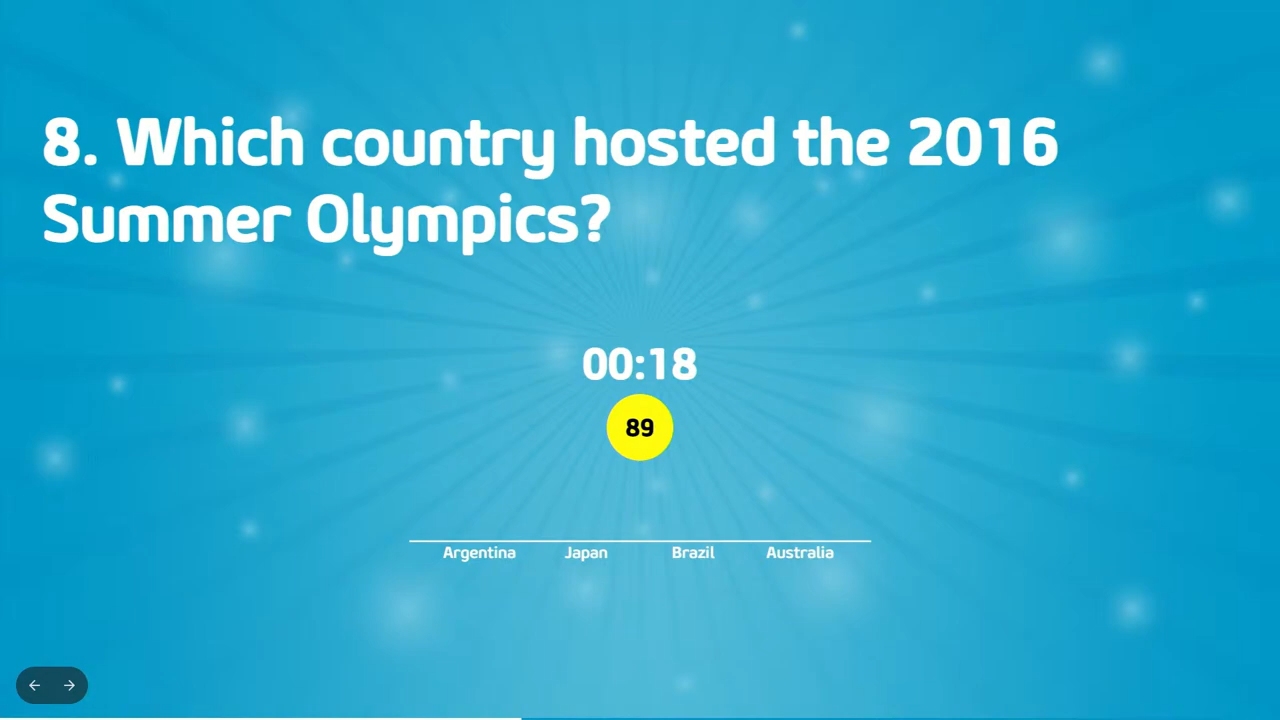 8. Which country hosted the 2016
Summer Olympics?
00:18
89
Argentina Japan Brazil Australia